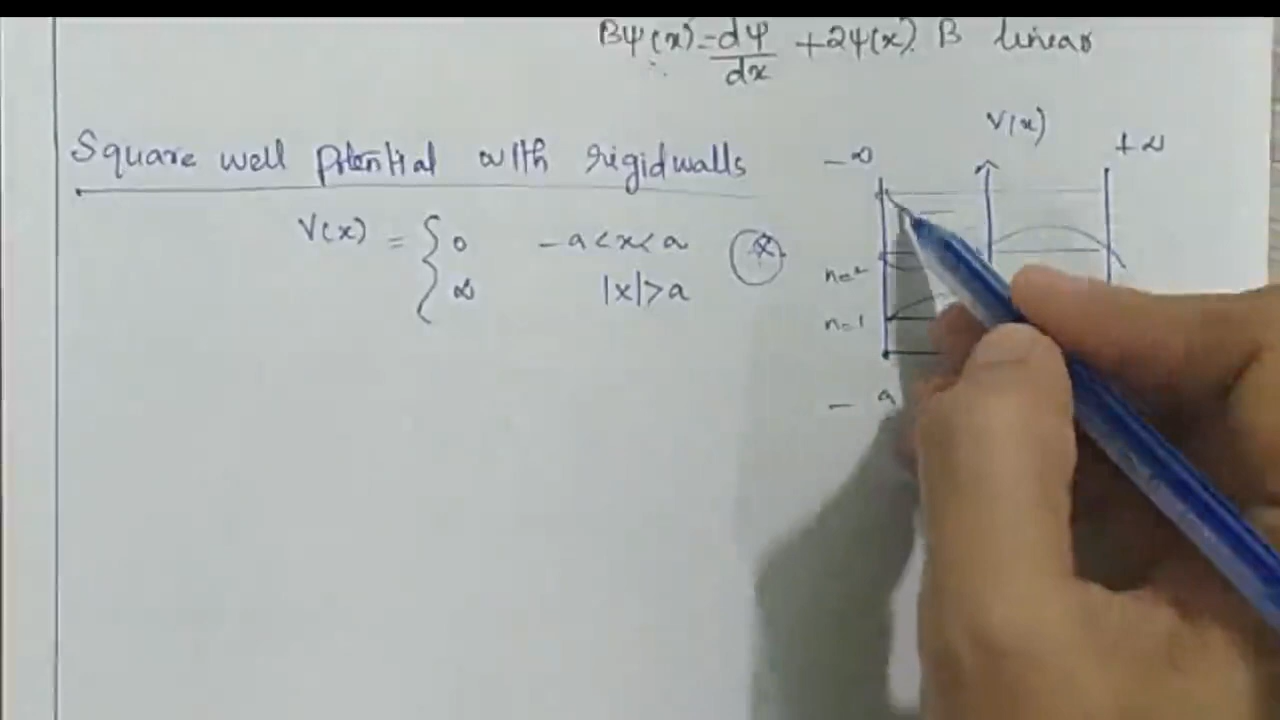 Bψ(x) = dψ/dx + 2ψ(x). B linear
Square well potential with rigid walls
V(x) = { 0 -a<x<a
∞ |x|>a
V(x)
-∞
+∞
n=2
n=1
- a